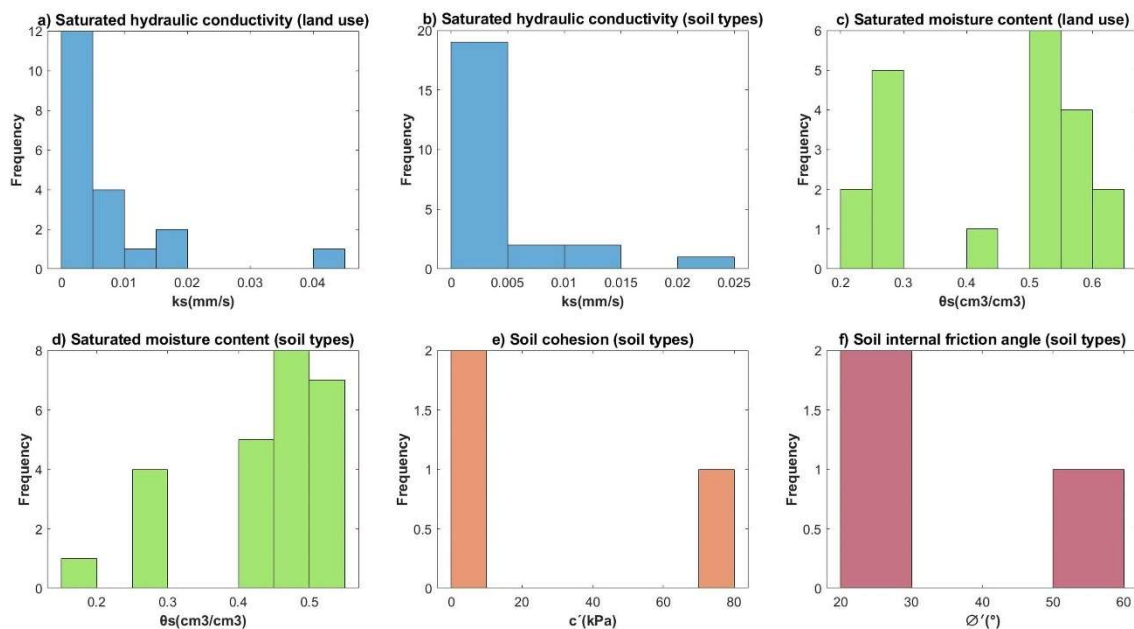 a) Saturated hydraulic conductivity (land use)
12
10
8
6
4
2
0
Frequency
0 0.01 0.02 0.03 0.04
ks(mm/s)
b) Saturated hydraulic conductivity (soil types)
20
15
10
5
0
Frequency
0 0.005 0.01 0.015 0.02 0.025
ks(mm/s)
c) Saturated moisture content (land use)
6
5
4
3
2
1
0
Frequency
0.2 0.3 0.4 0.5 0.6
θs(cm3/cm3)
d) Saturated moisture content (soil types)
8
6
4
2
0
Frequency
0.2 0.3 0.4 0.5
θs(cm3/cm3)
e) Soil cohesion (soil types)
2
1.5
1
0.5
0
Frequency
0 20 40 60 80
c´(kPa)
f) Soil internal friction angle (soil types)
2
1.5
1
0.5
0
Frequency
20 30 40 50 60
∅´(°)